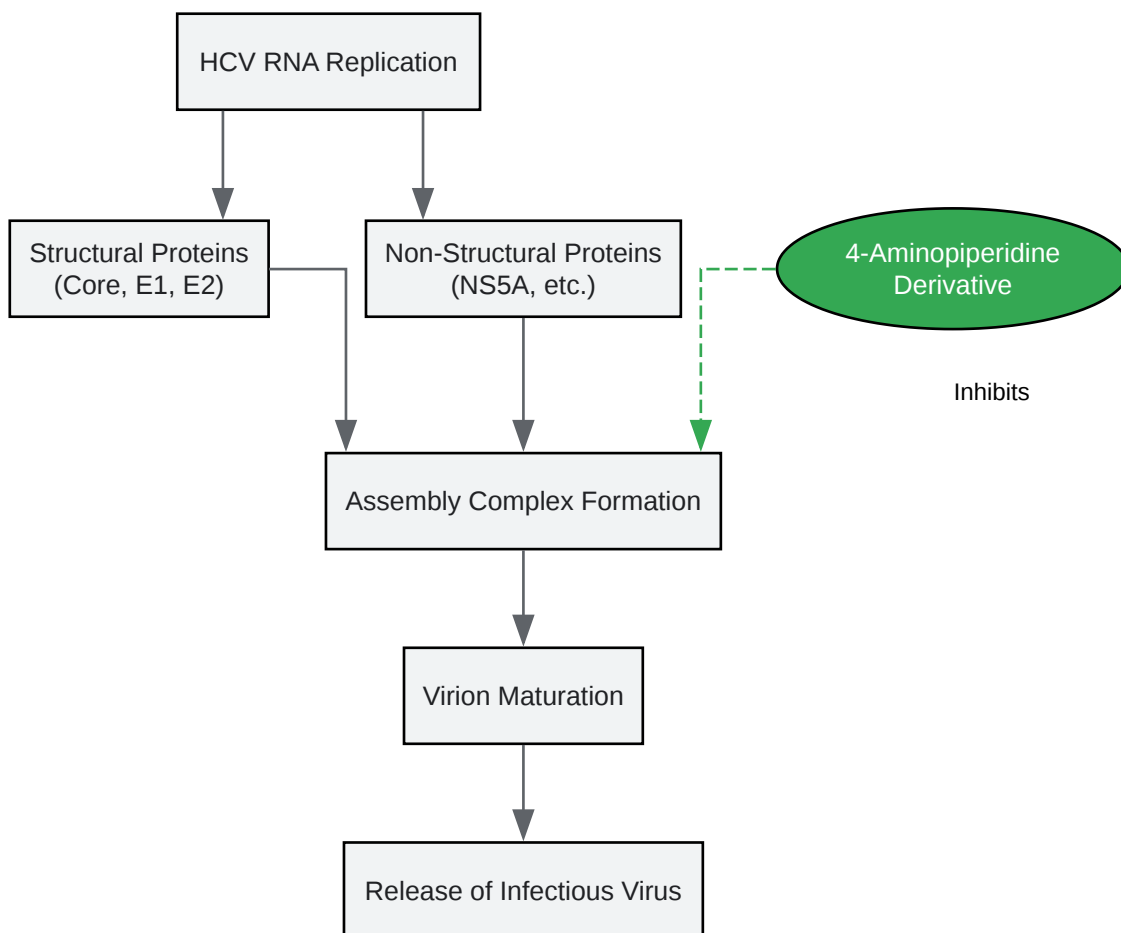 HCV RNA Replication
Structural Proteins
(Core, E1, E2)
Non-Structural Proteins
(NS5A, etc.)
4-Aminopiperidine
Derivative
Inhibits
Assembly Complex Formation
Virion Maturation
Release of Infectious Virus